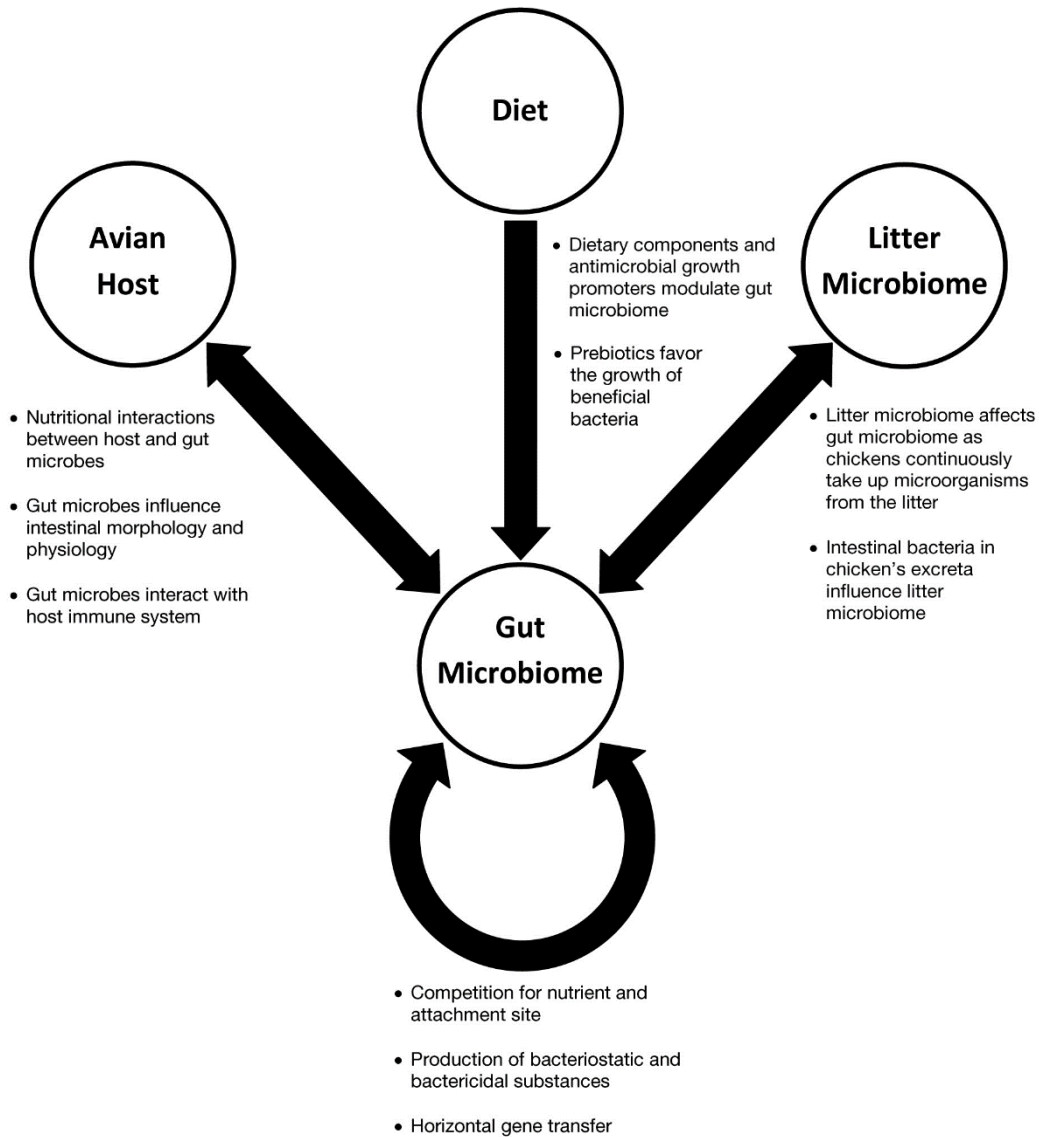 Diet
Avian
Host
Litter
Microbiome
• Dietary components and
antimicrobial growth
promoters modulate gut
microbiome
• Prebiotics favor
the growth of
beneficial
bacteria
• Nutritional interactions
between host and gut
microbes
• Gut microbes influence
intestinal morphology and
physiology
• Gut microbes interact with
host immune system
• Litter microbiome affects
gut microbiome as
chickens continuously
take up microorganisms
from the litter
• Intestinal bacteria in
chicken’s excreta
influence litter
microbiome
Gut
Microbiome
• Competition for nutrient and
attachment site
• Production of bacteriostatic and
bactericidal substances
• Horizontal gene transfer